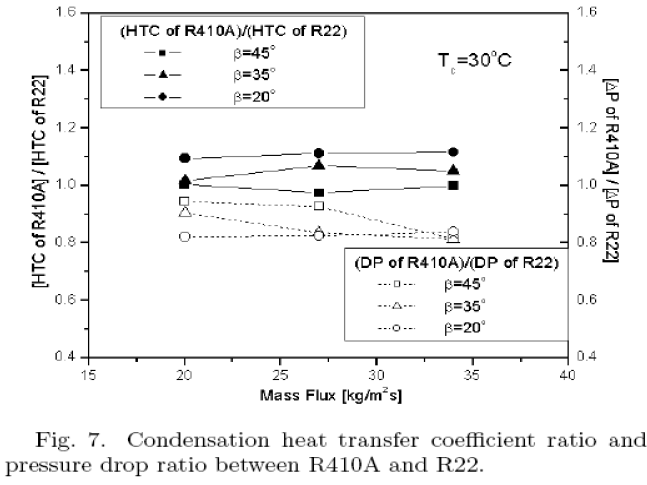 (HTC of R410A)/(HTC of R22)
β=45°
β=35°
β=20°
T c =30°C
[HTC of R410A] / [HTC of R22]
[ΔP of R410A] / [ΔP of R22]
1.6
1.4
1.2
1.0
0.8
0.6
0.4
1.6
1.4
1.2
1.0
0.8
0.6
0.4
(DP of R410A)/(DP of R22)
β=45°
β=35°
β=20°
15 20 25 30 35 40
Mass Flux [kg/m²s]
Fig. 7. Condensation heat transfer coefficient ratio and
pressure drop ratio between R410A and R22.